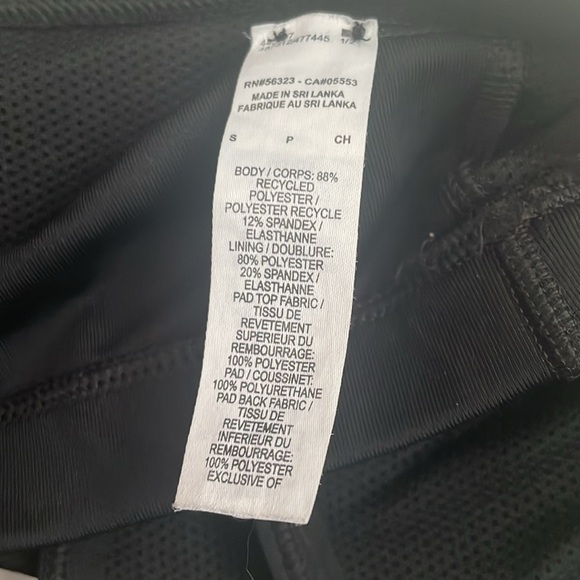 RN#56323 - CA#05553
MADE IN SRI LANKA
FABRIQUE AU SRI LANKA
S P CH
BODY / CORPS: 88%
RECYCLED
POLYESTER /
POLYESTER RECYCLE
12% SPANDEX /
ELASTHANNE
LINING / DOUBLURE:
80% POLYESTER
20% SPANDEX /
ELASTHANNE
PAD TOP FABRIC /
TISSU DE
REVETEMENT
SUPERIEUR DU
REMBOURRAGE:
100% POLYESTER
PAD / COUSSINET:
100% POLYURETHANE
PAD BACK FABRIC /
TISSU DE
REVETEMENT
INFERIEUR DU
REMBOURRAGE:
100% POLYESTER
EXCLUSIVE OF